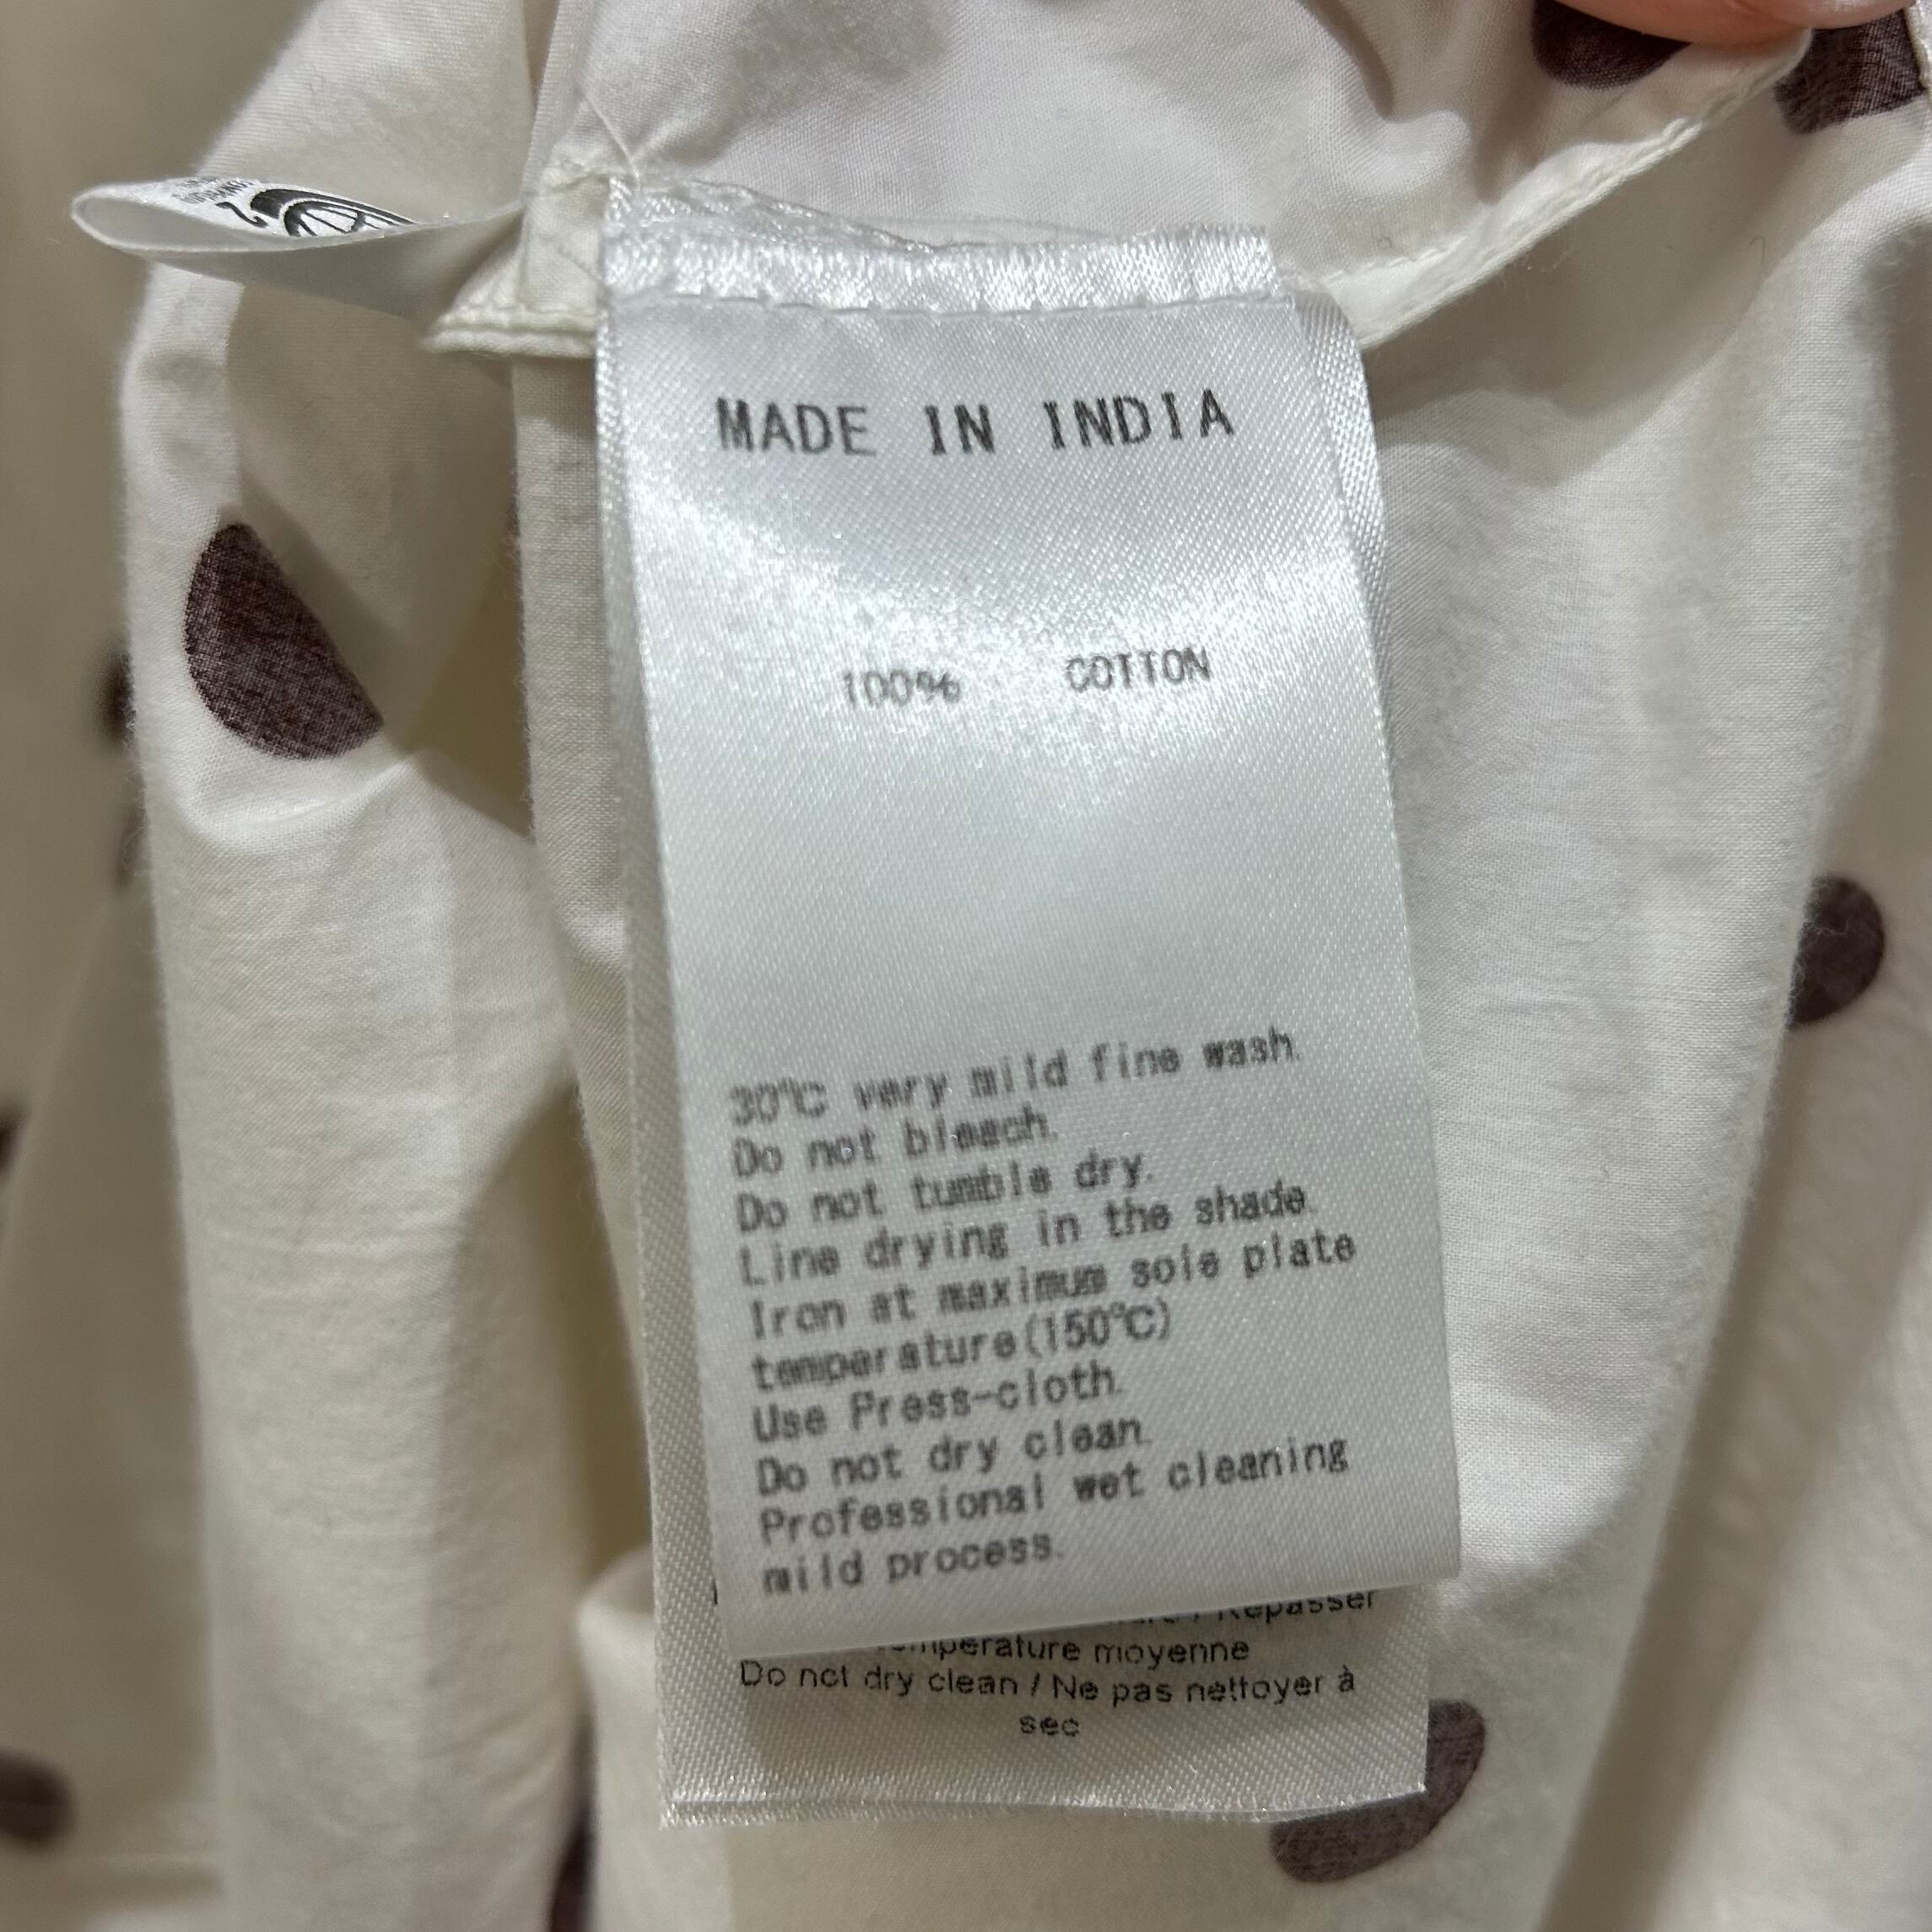 MADE IN INDIA
100% COTTON
30℃ very mild fine wash.
Do not bleach.
Do not tumble dry.
Line drying in the shade.
Iron at maximum sole plate
temperature(150℃)
Use Press-cloth.
Do not dry clean.
Professional wet cleaning
mild process.
/ Repasser
température moyenne
Do not dry clean / Ne pas nettoyer à
sec